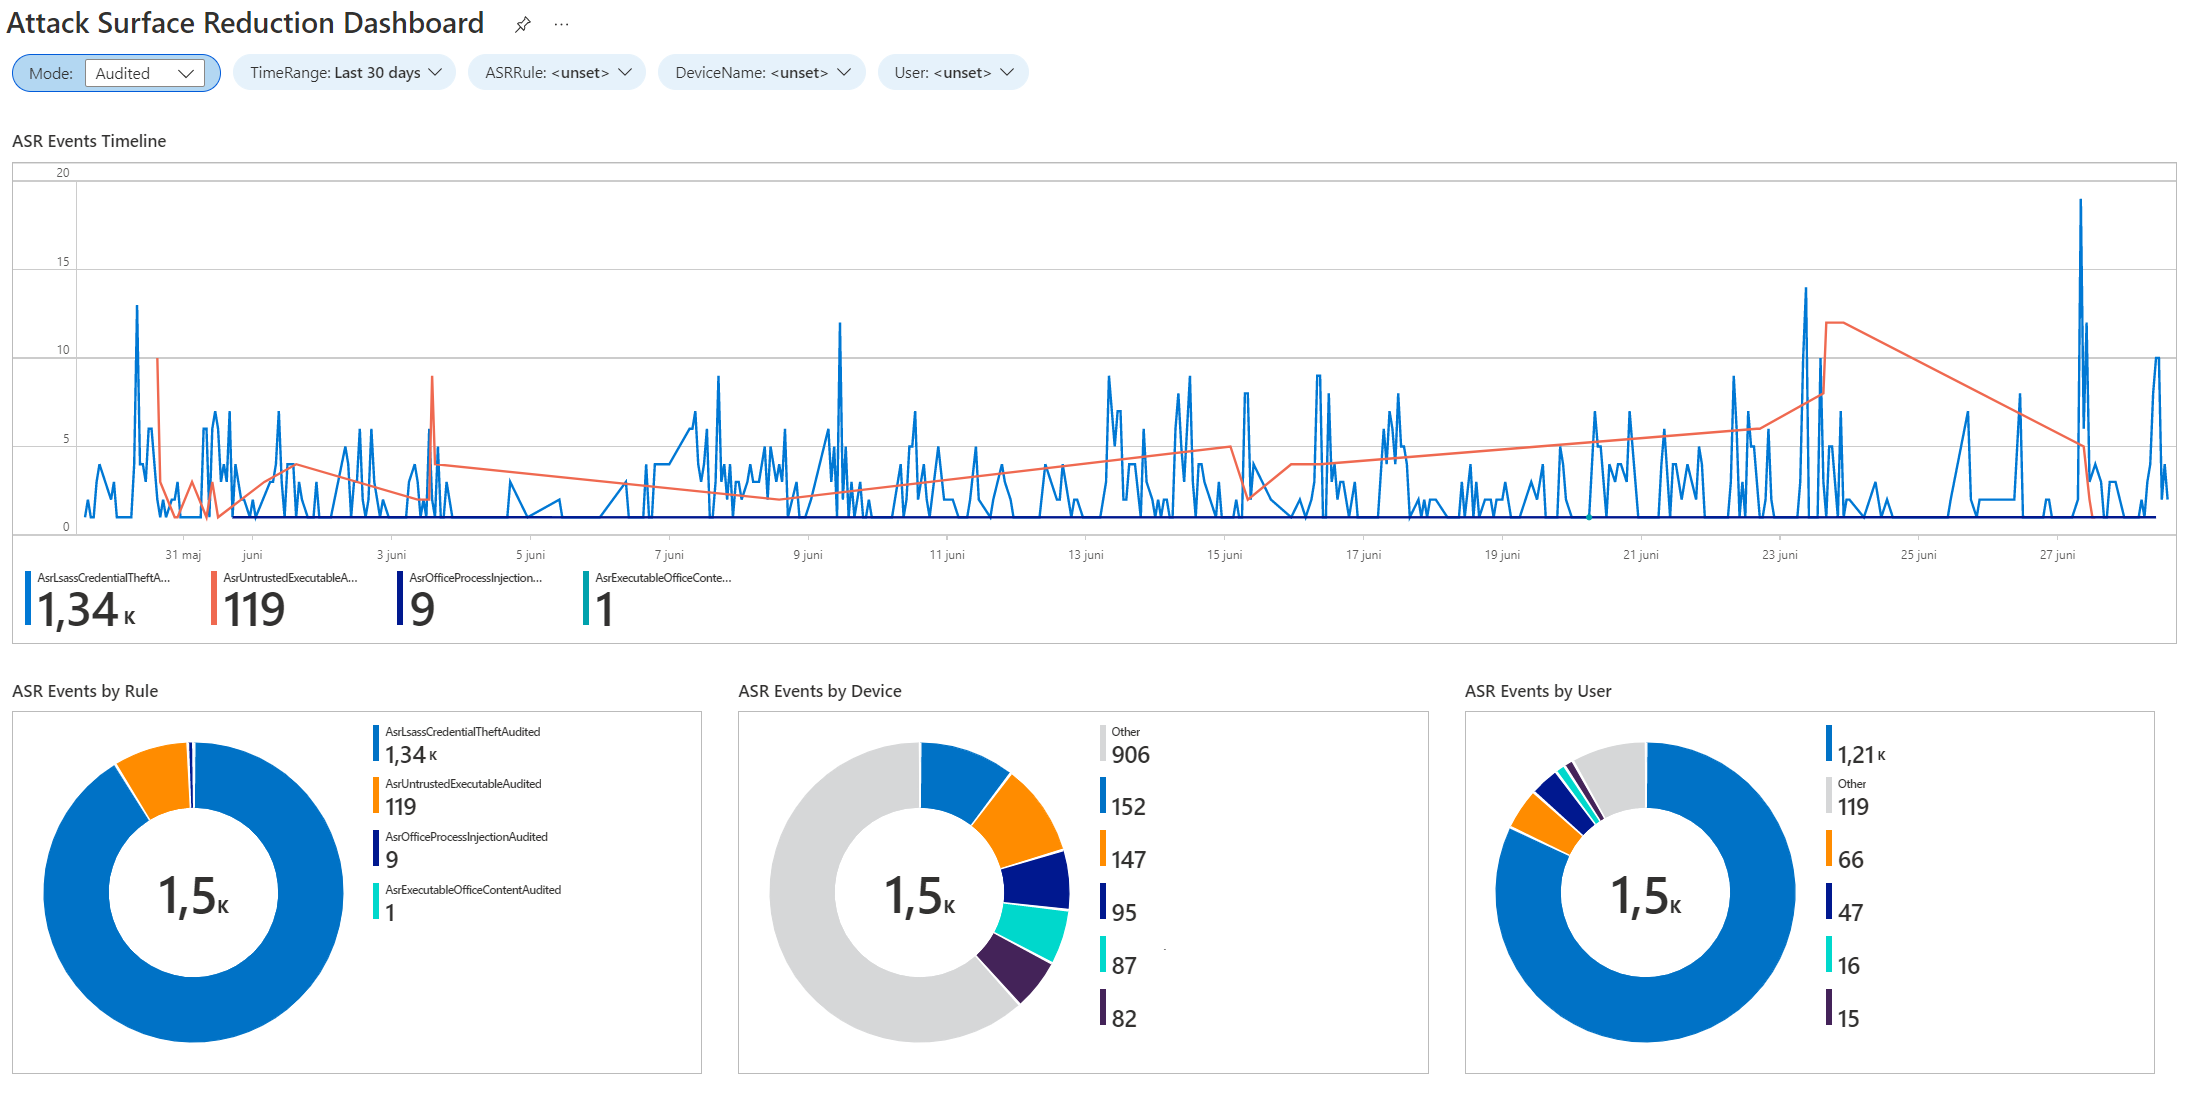 Attack Surface Reduction Dashboard
Mode: Audited
TimeRange: Last 30 days
ASRRule: <unset>
DeviceName: <unset>
User: <unset>
ASR Events Timeline
20
15
10
5
0
31 maj juni 3 juni 5 juni 7 juni 9 juni 11 juni 13 juni 15 juni 17 juni 19 juni 21 juni 23 juni 25 juni 27 juni
AsrLsassCredentialTheftA...
1,34 K
AsrUntrustedExecutableA...
119
AsrOfficeProcessInjection...
9
AsrExecutableOfficeConte...
1
ASR Events by Rule
1,5 K
AsrLsassCredentialTheftAudited
1,34 K
AsrUntrustedExecutableAudited
119
AsrOfficeProcessInjectionAudited
9
AsrExecutableOfficeContentAudited
1
ASR Events by Device
1,5 K
Other
906
152
147
95
87
82
ASR Events by User
1,5 K
1,21 K
Other
119
66
47
16
15